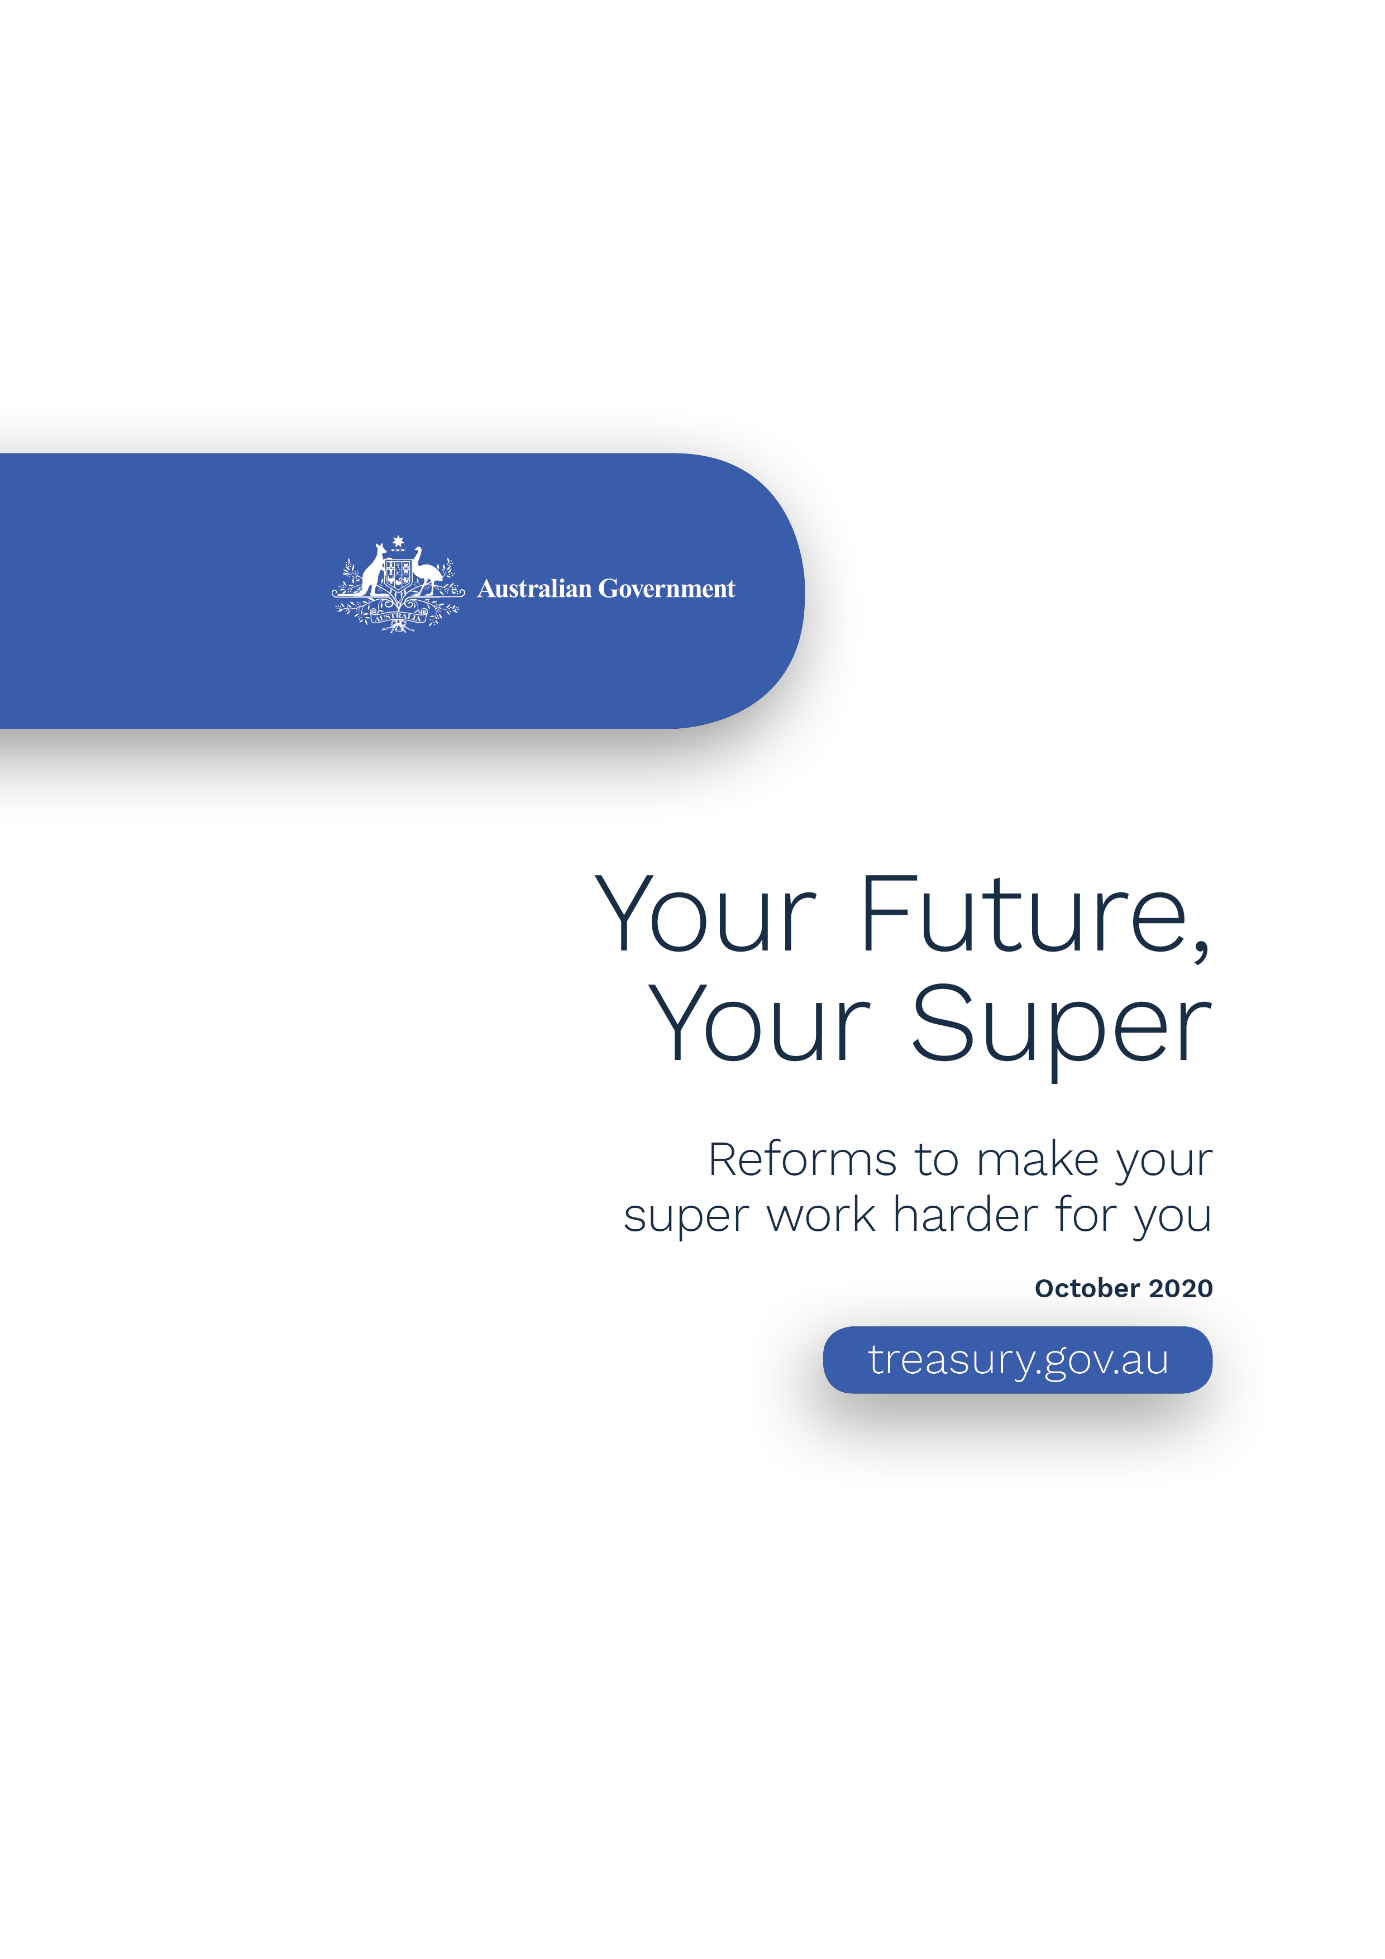 AUSTRALIA
Australian Government
Your Future,
Your Super
Reforms to make your
super work harder for you
October 2020
treasury.gov.au